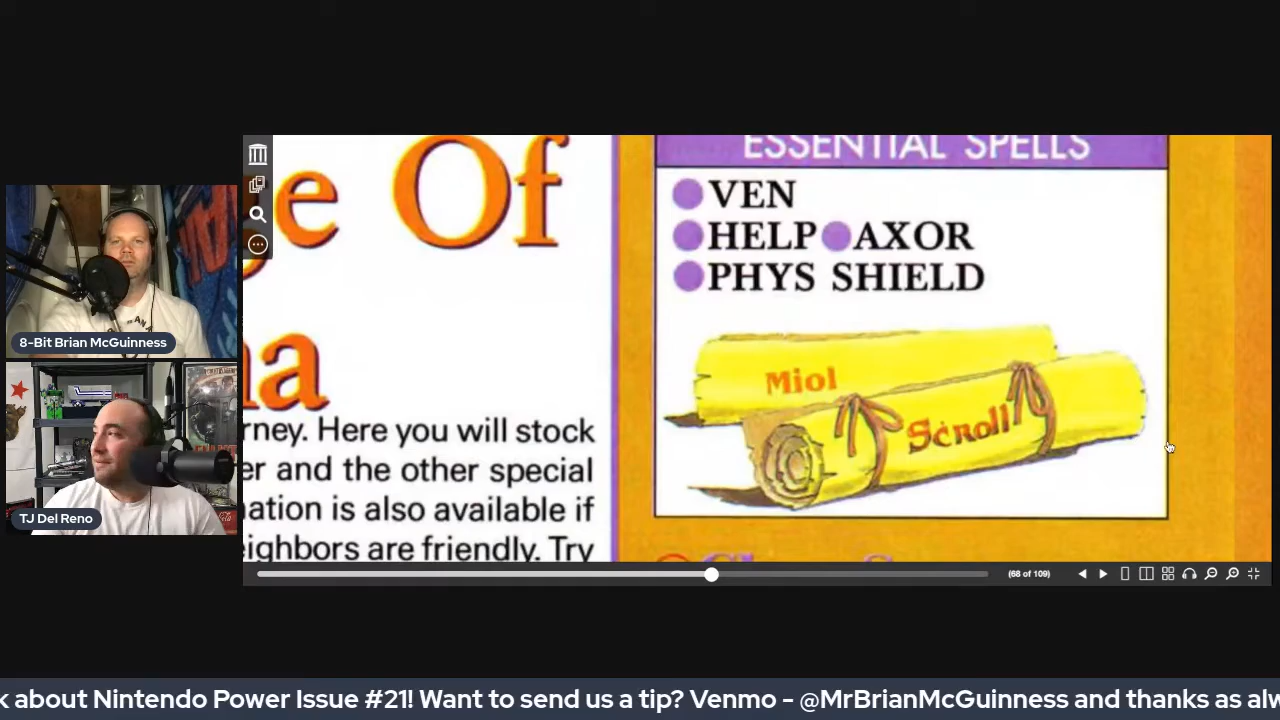 8-Bit Brian McGuinness
TJ Del Reno
e Of
a
rney. Here you will stock
er and the other special
ation is also available if
eighbors are friendly. Try
ESSENTIAL SPELLS
VEN
HELP AXOR
PHYS SHIELD
Miol
Scroll
(68 of 109)
k about Nintendo Power Issue #21! Want to send us a tip? Venmo - @MrBrianMcGuinness and thanks as alw